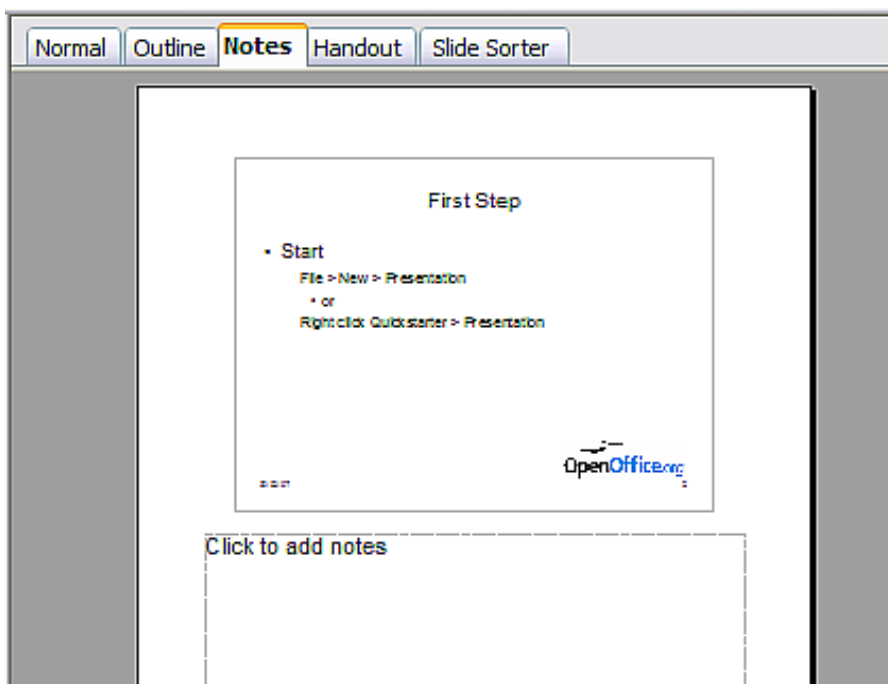 Normal Outline Notes Handout Slide Sorter
First Step
• Start
File > New > Presentation
• or
Right click Quickstarter > Presentation
OpenOffice.org
Click to add notes